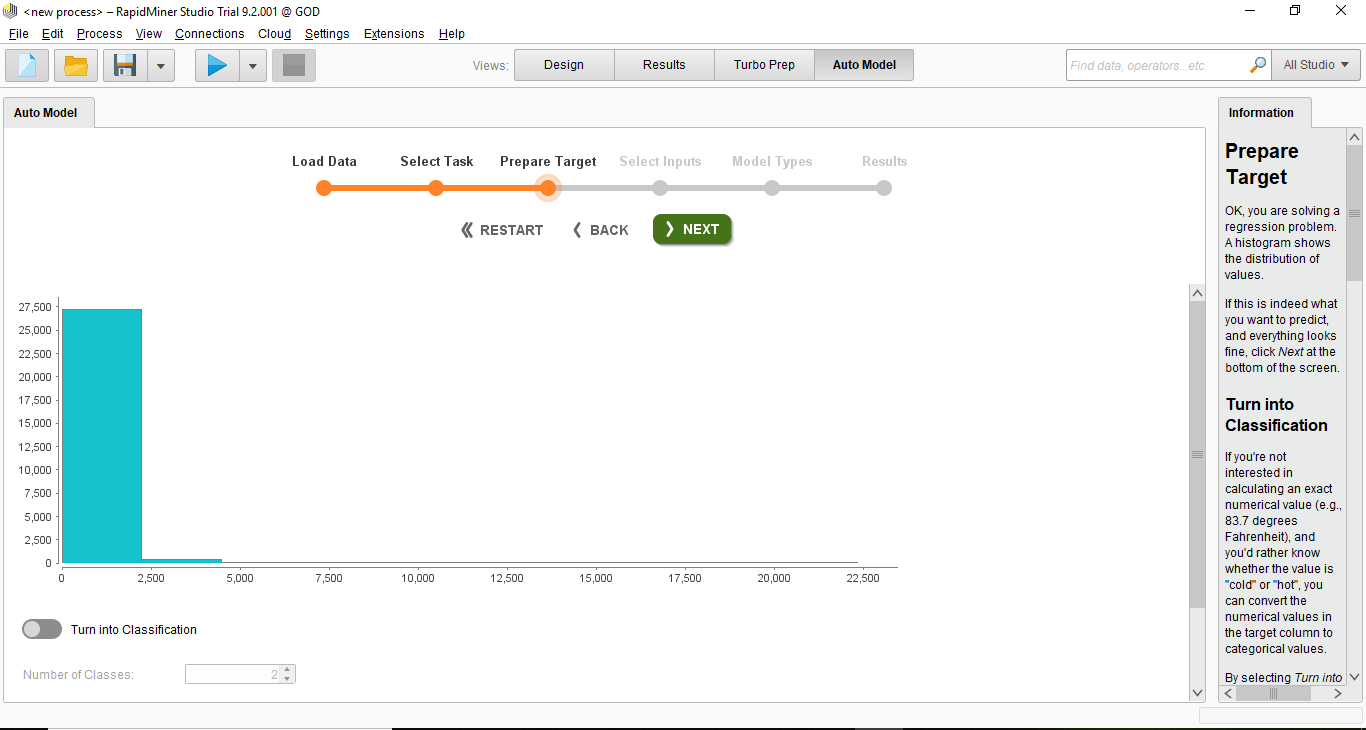 <new process> – RapidMiner Studio Trial 9.2.001 @ GOD
File Edit Process View Connections Cloud Settings Extensions Help
Views: Design Results Turbo Prep Auto Model
Find data, operators...etc
All Studio
Auto Model
Load Data Select Task Prepare Target Select Inputs Model Types Results
RESTART BACK NEXT
27,500
25,000
22,500
20,000
17,500
15,000
12,500
10,000
7,500
5,000
2,500
0
0 2,500 5,000 7,500 10,000 12,500 15,000 17,500 20,000 22,500
Turn into Classification
Number of Classes: 2
Information
Prepare
Target
OK, you are solving a
regression problem.
A histogram shows
the distribution of
values.
If this is indeed what
you want to predict,
and everything looks
fine, click Next at the
bottom of the screen.
Turn into
Classification
If you're not
interested in
calculating an exact
numerical value (e.g.,
83.7 degrees
Fahrenheit), and
you'd rather know
whether the value is
"cold" or "hot", you
can convert the
numerical values in
the target column to
categorical values.
By selecting Turn into